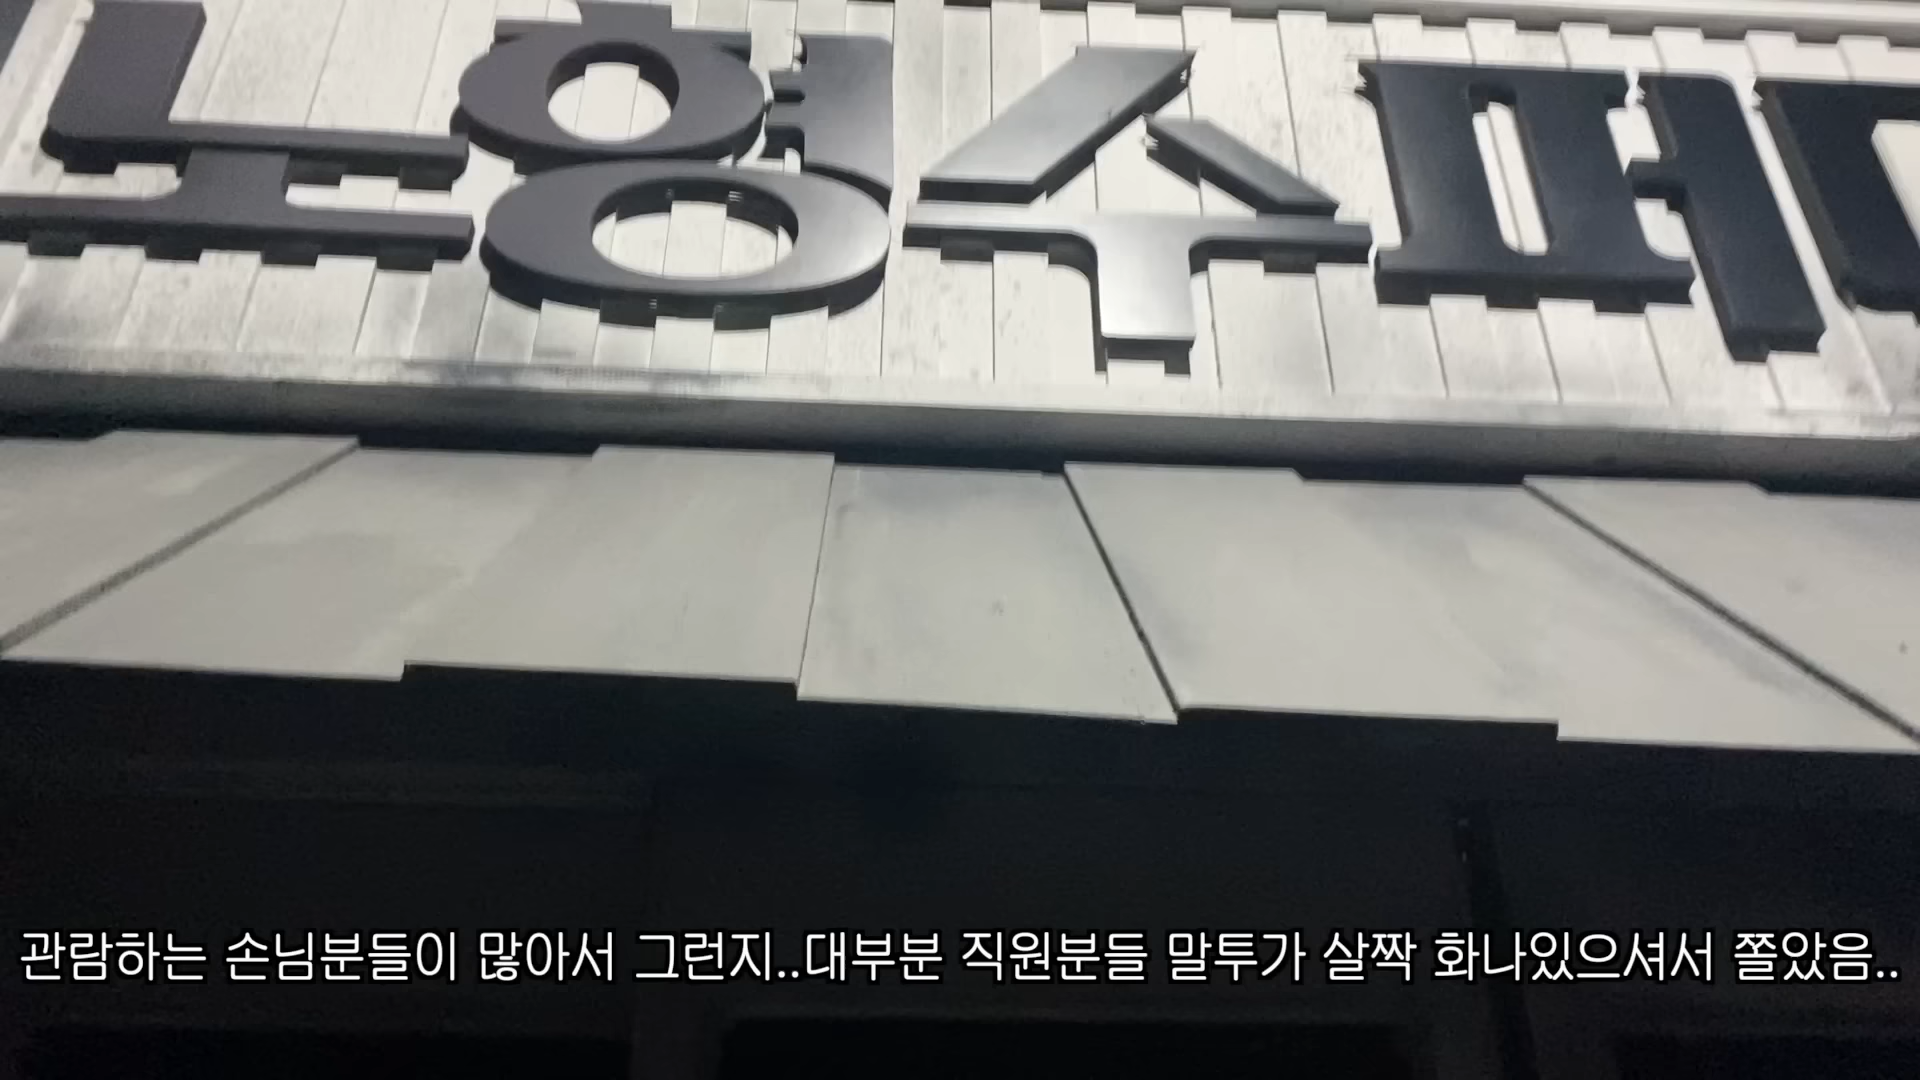 노형수퍼
관람하는 손님분들이 많아서 그런지..대부분 직원분들 말투가 살짝 화나있으셔서 쫄았음..